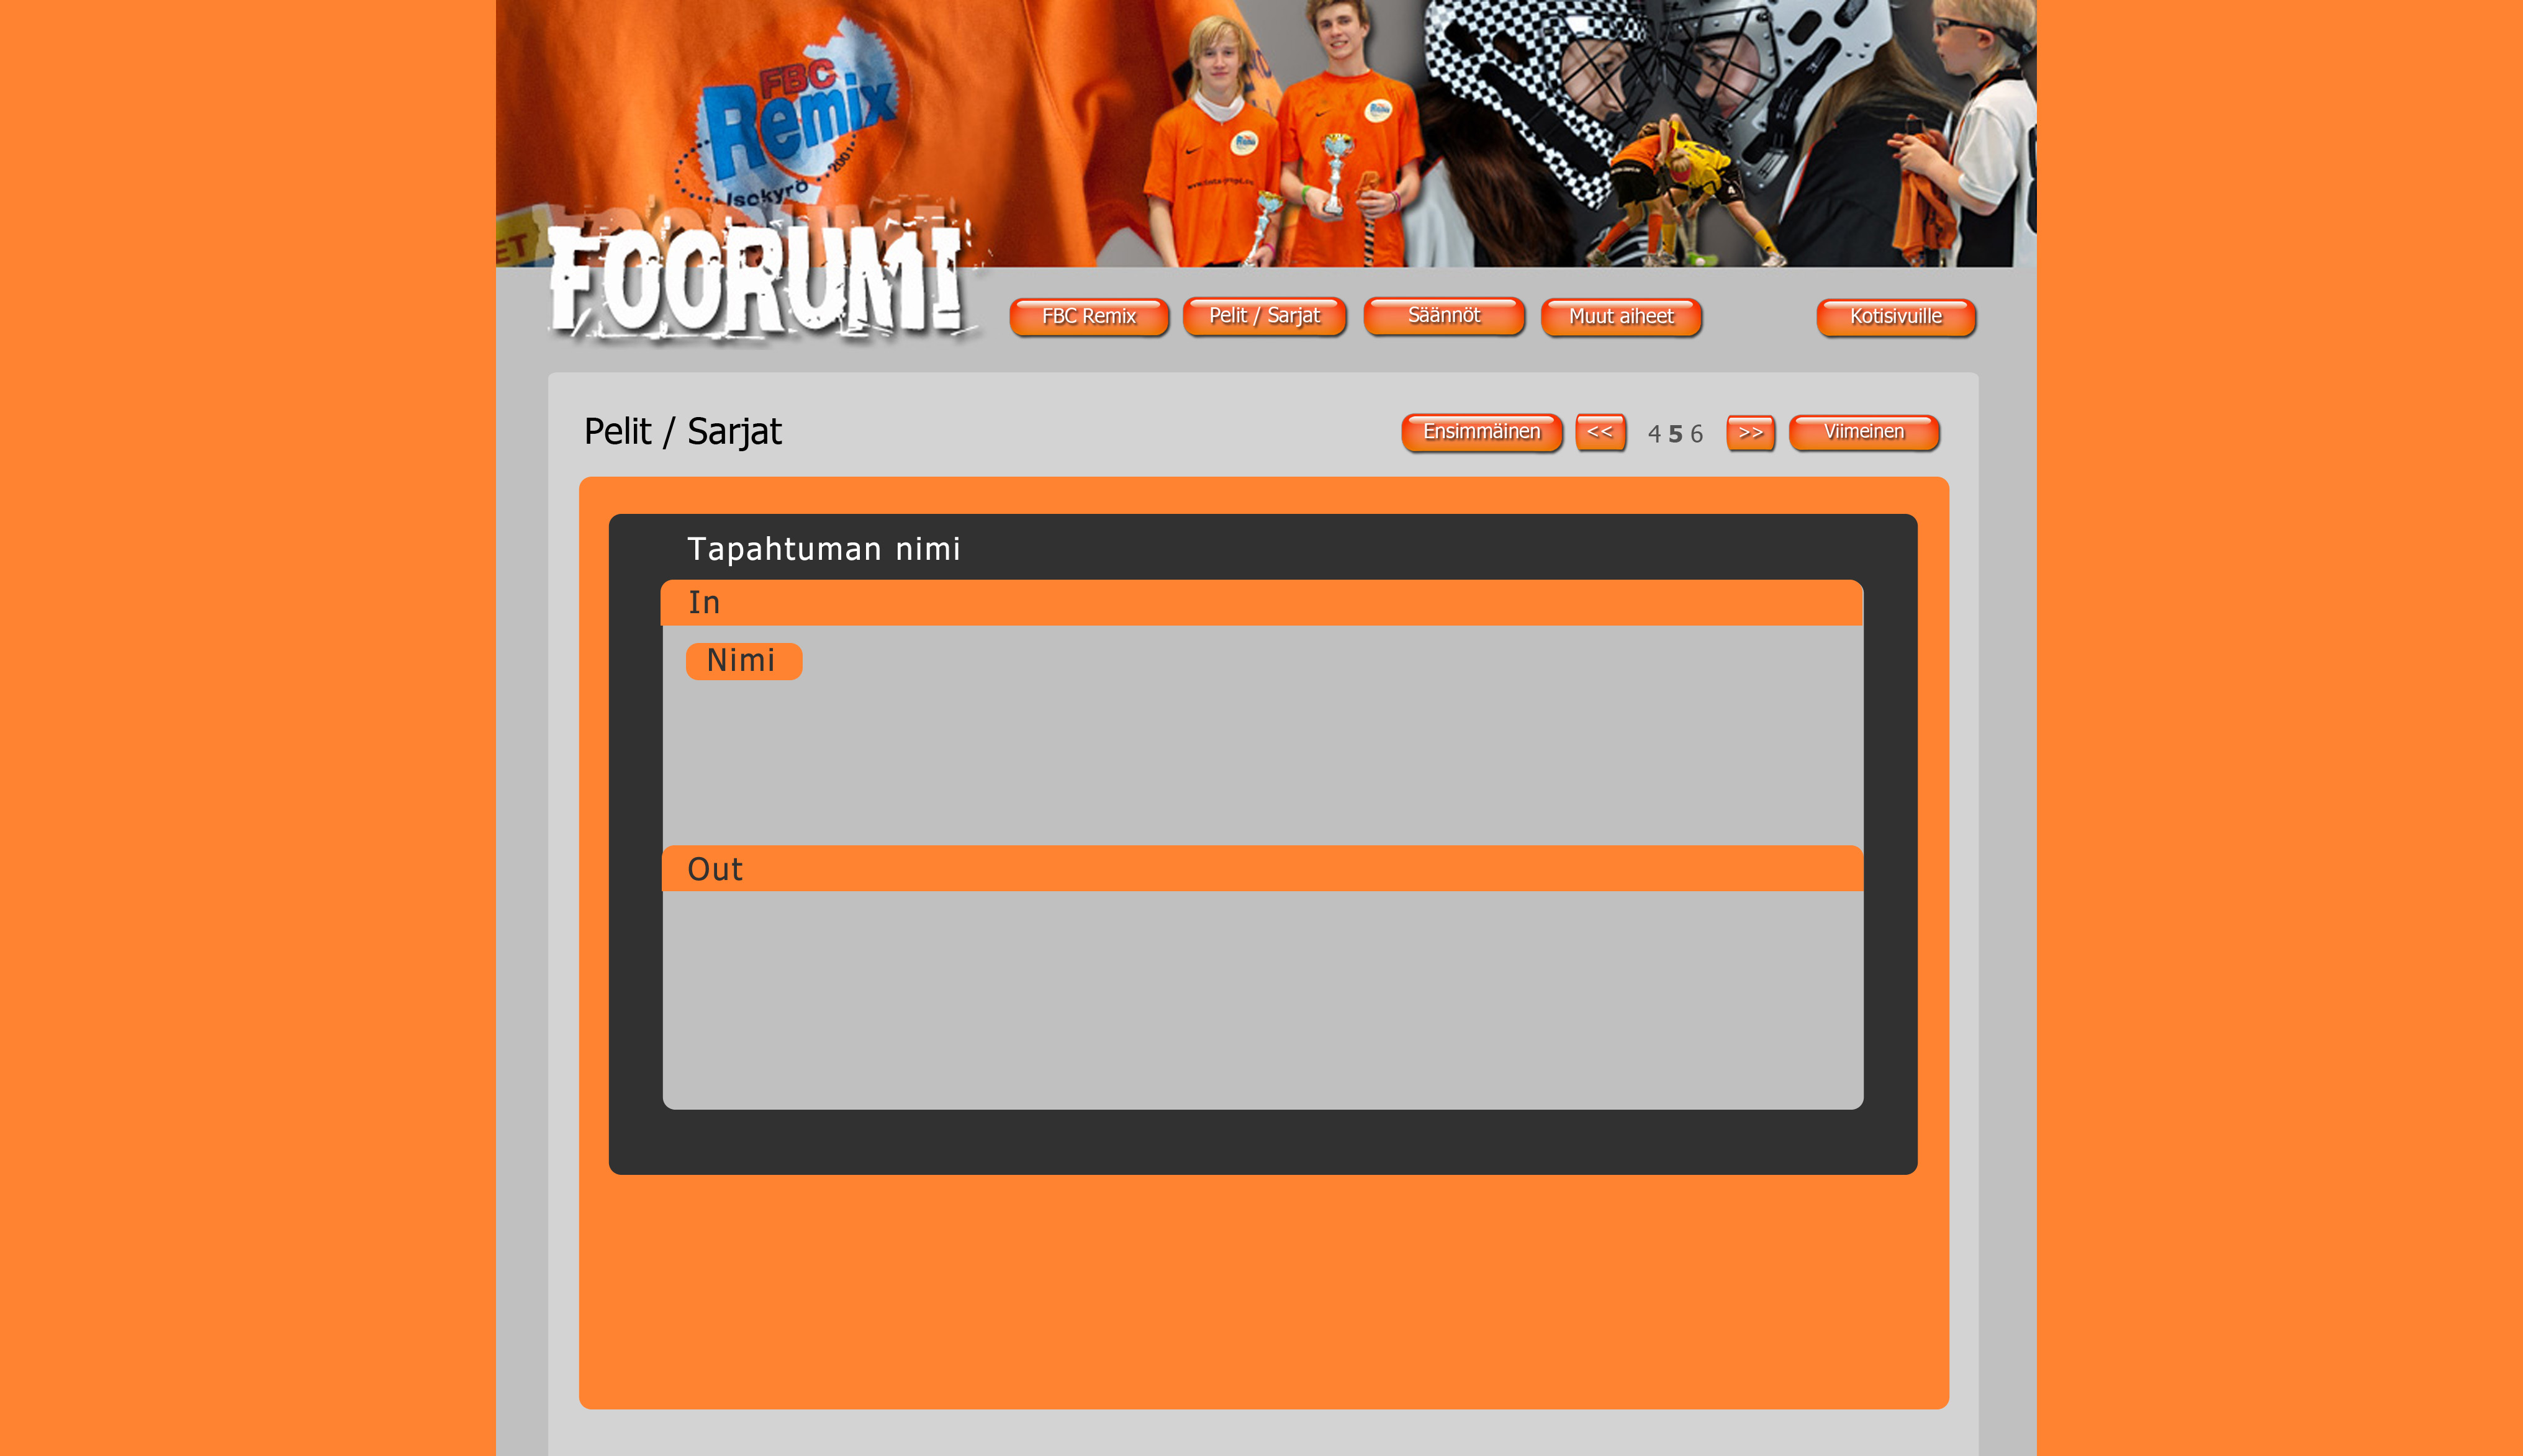 FBC
Remix
Isokyrö ..2001
ET
FOORUMI
FBC Remix
Pelit / Sarjat
Säännöt
Muut aiheet
Kotisivuille
Pelit / Sarjat
Ensimmäinen
<<
4 5 6
>>
Viimeinen
Tapahtuman nimi
In
Nimi
Out